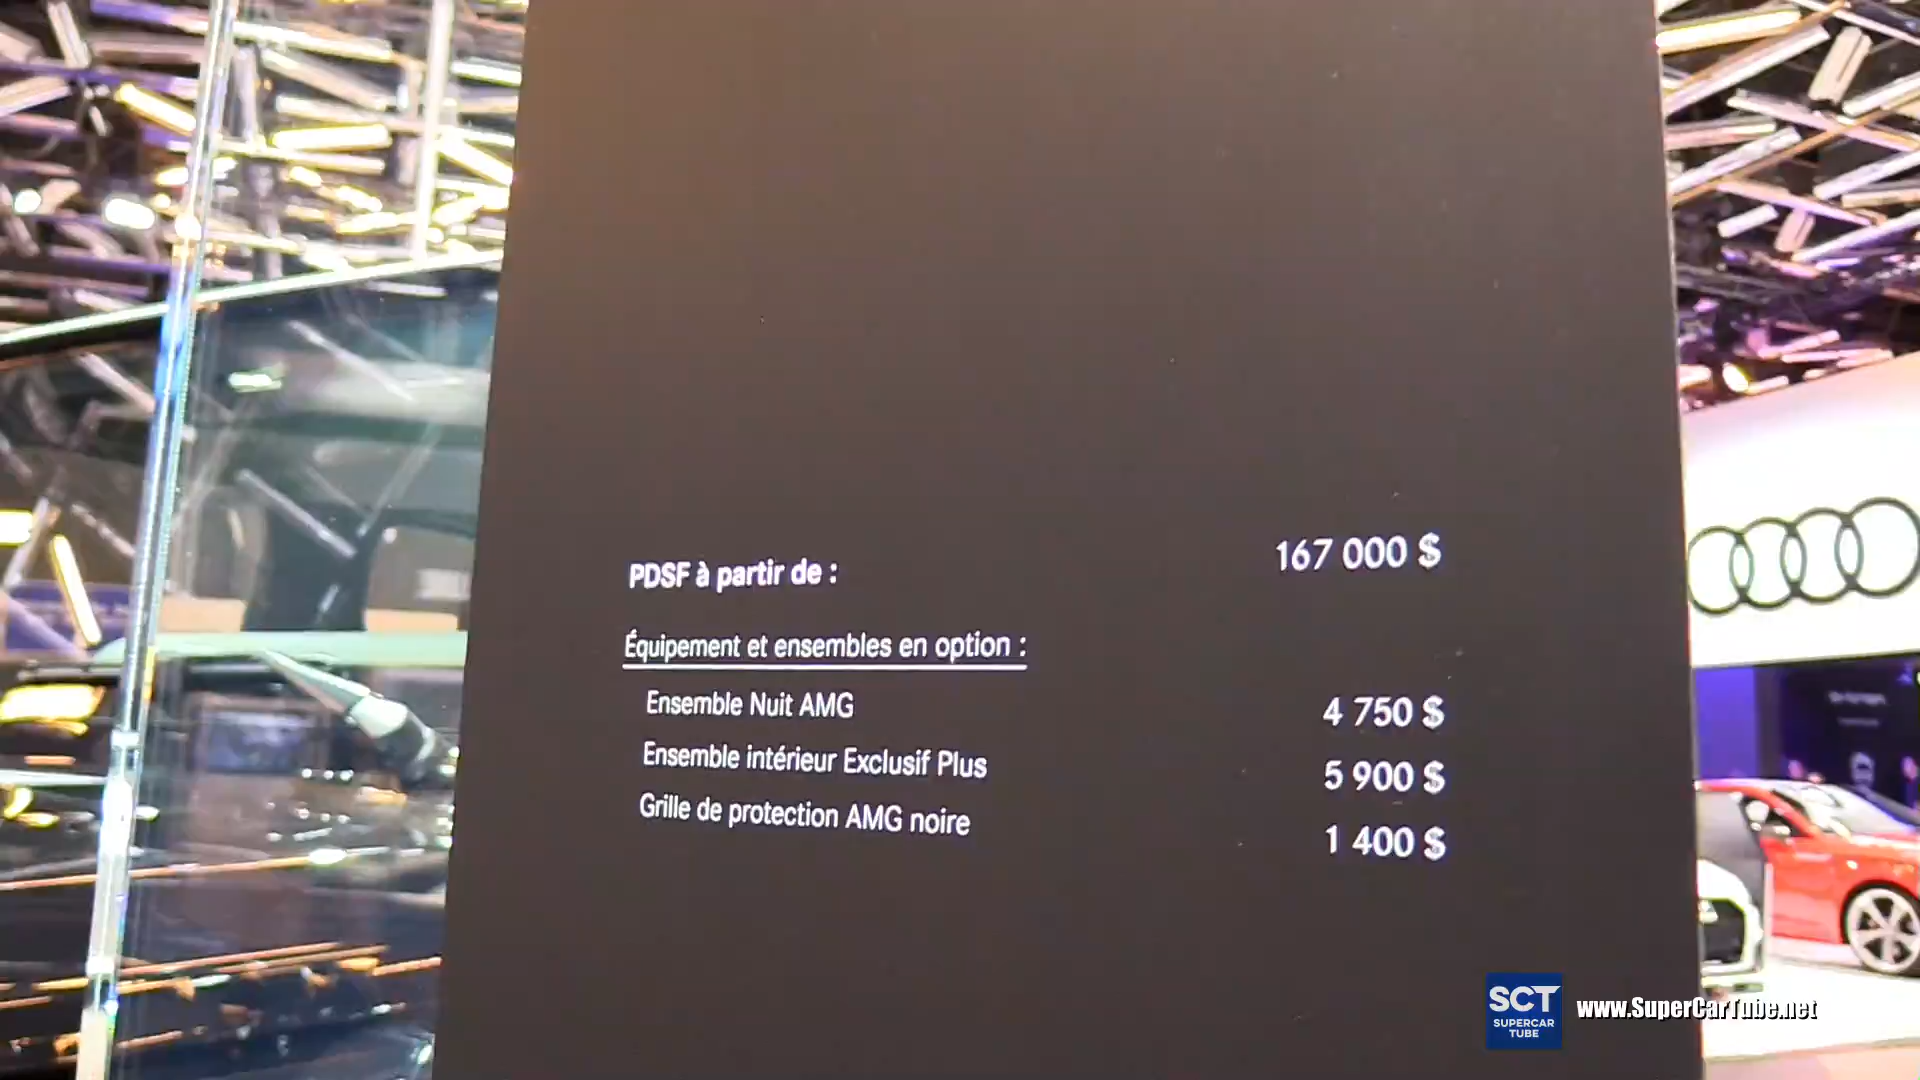 PDSF à partir de :
167 000 $
Équipement et ensembles en option :
Ensemble Nuit AMG
4 750 $
Ensemble intérieur Exclusif Plus
5 900 $
Grille de protection AMG noire
1 400 $
SCT
SUPERCAR
TUBE
www.SuperCarTube.net